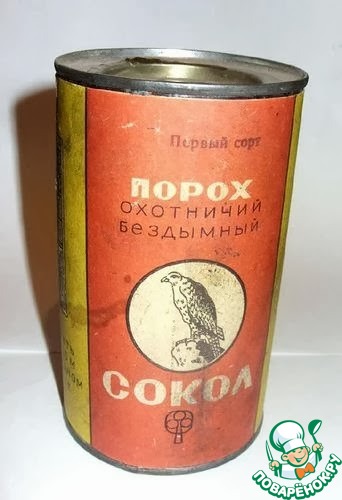 Первый сорт
ПОРОХ
ОХОТНИЧИЙ
БЕЗДЫМНЫЙ
СОКОЛ
ПОВАРЁНОК.РУ